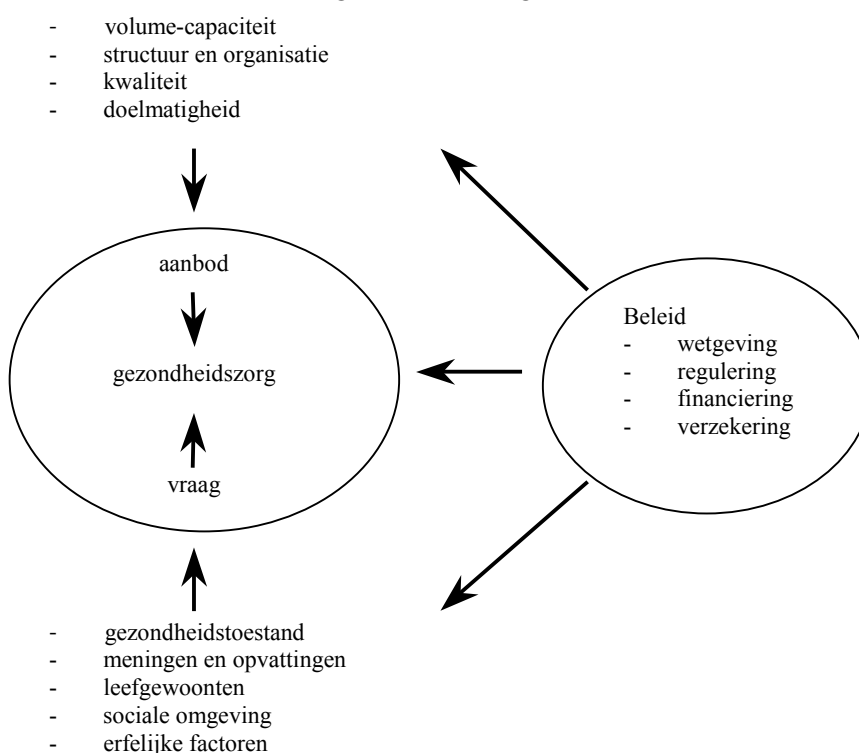 - volume-capaciteit
- structuur en organisatie
- kwaliteit
- doelmatigheid
aanbod
gezondheidszorg
vraag
Beleid
- wetgeving
- regulering
- financiering
- verzekering
- gezondheidstoestand
- meningen en opvattingen
- leefgewoonten
- sociale omgeving
- erfelijke factoren